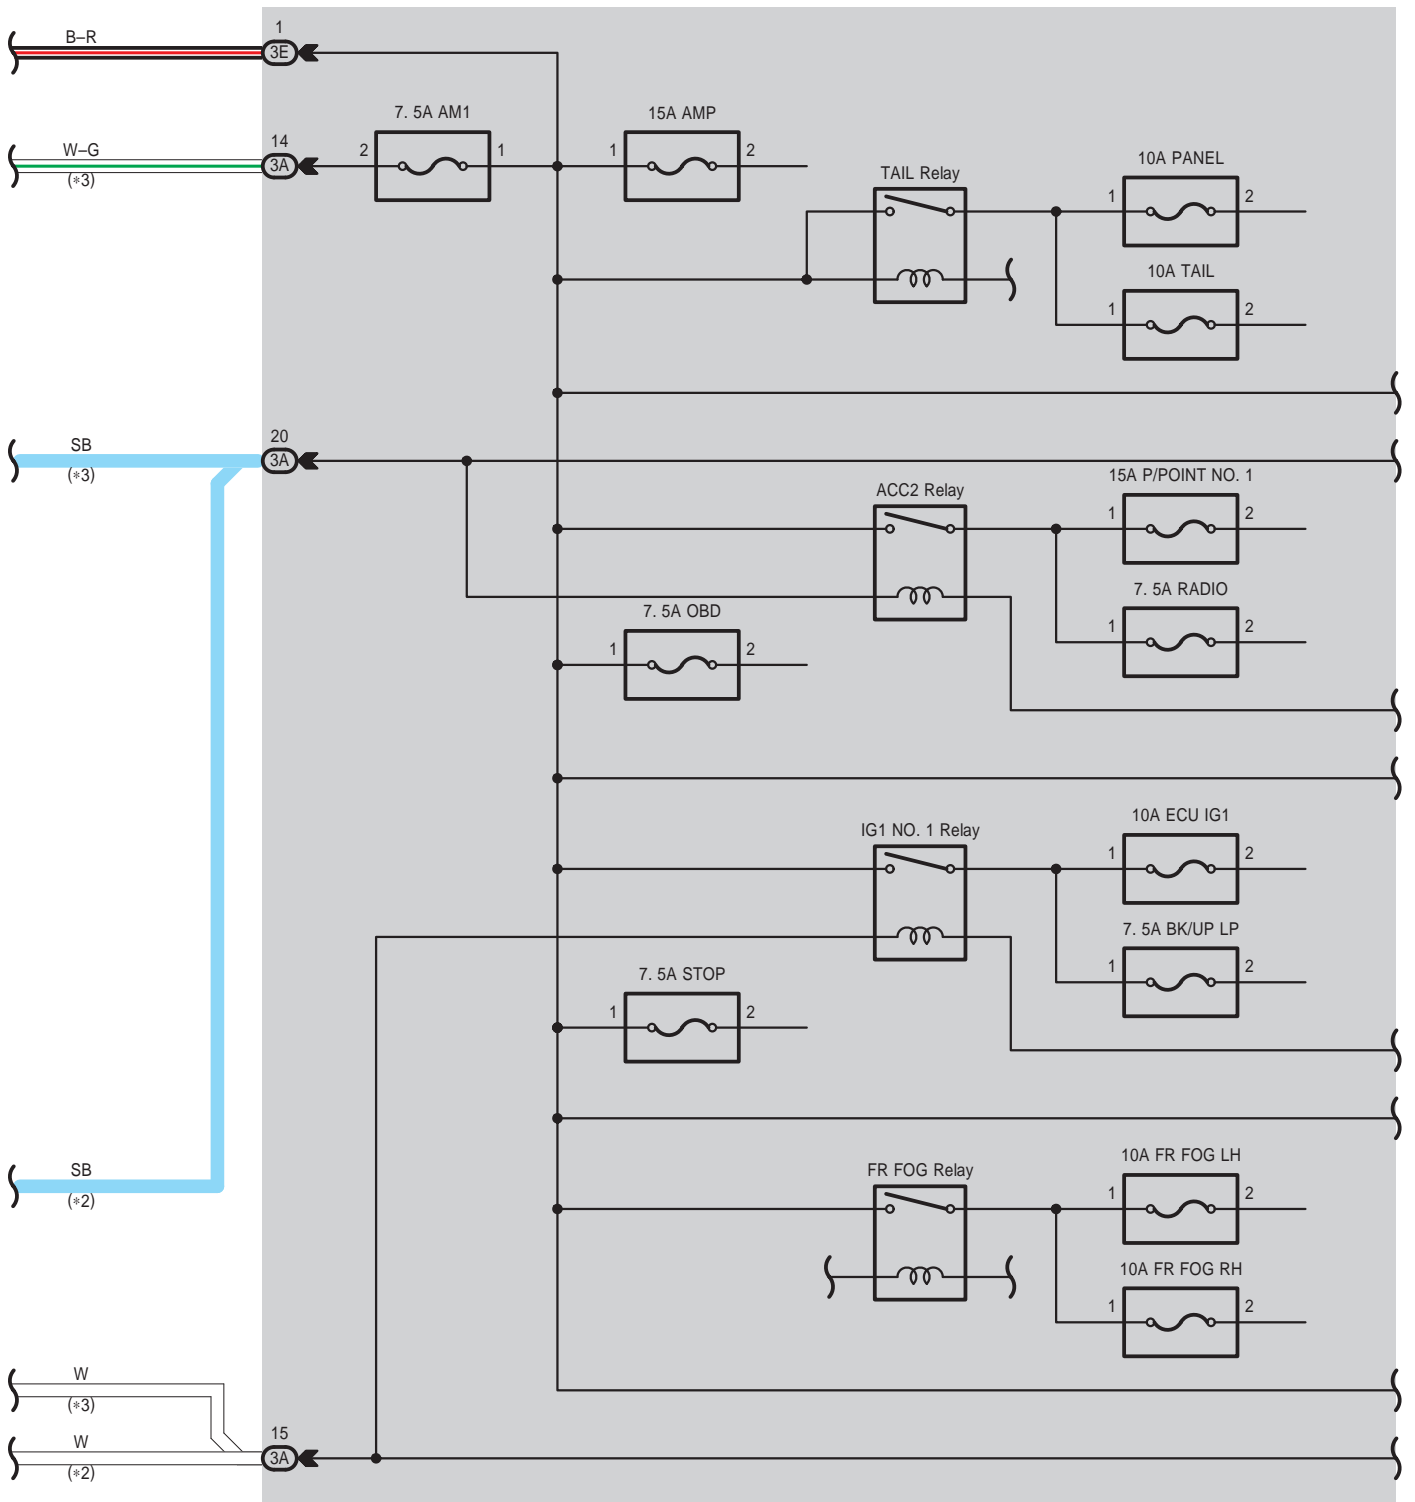 B–R
1
3E
7. 5A AM1
15A AMP
W–G
14
3A
2
1
1
2
(∗3)
TAIL Relay
10A PANEL
1
2
10A TAIL
1
2
SB
20
3A
(∗3)
15A P/POINT NO. 1
ACC2 Relay
1
2
7. 5A RADIO
7. 5A OBD
1
2
1
2
10A ECU IG1
IG1 NO. 1 Relay
1
2
7. 5A BK/UP LP
7. 5A STOP
1
2
1
2
10A FR FOG LH
SB
FR FOG Relay
(∗2)
1
2
10A FR FOG RH
1
2
W
(∗3)
W
15
3A
(∗2)